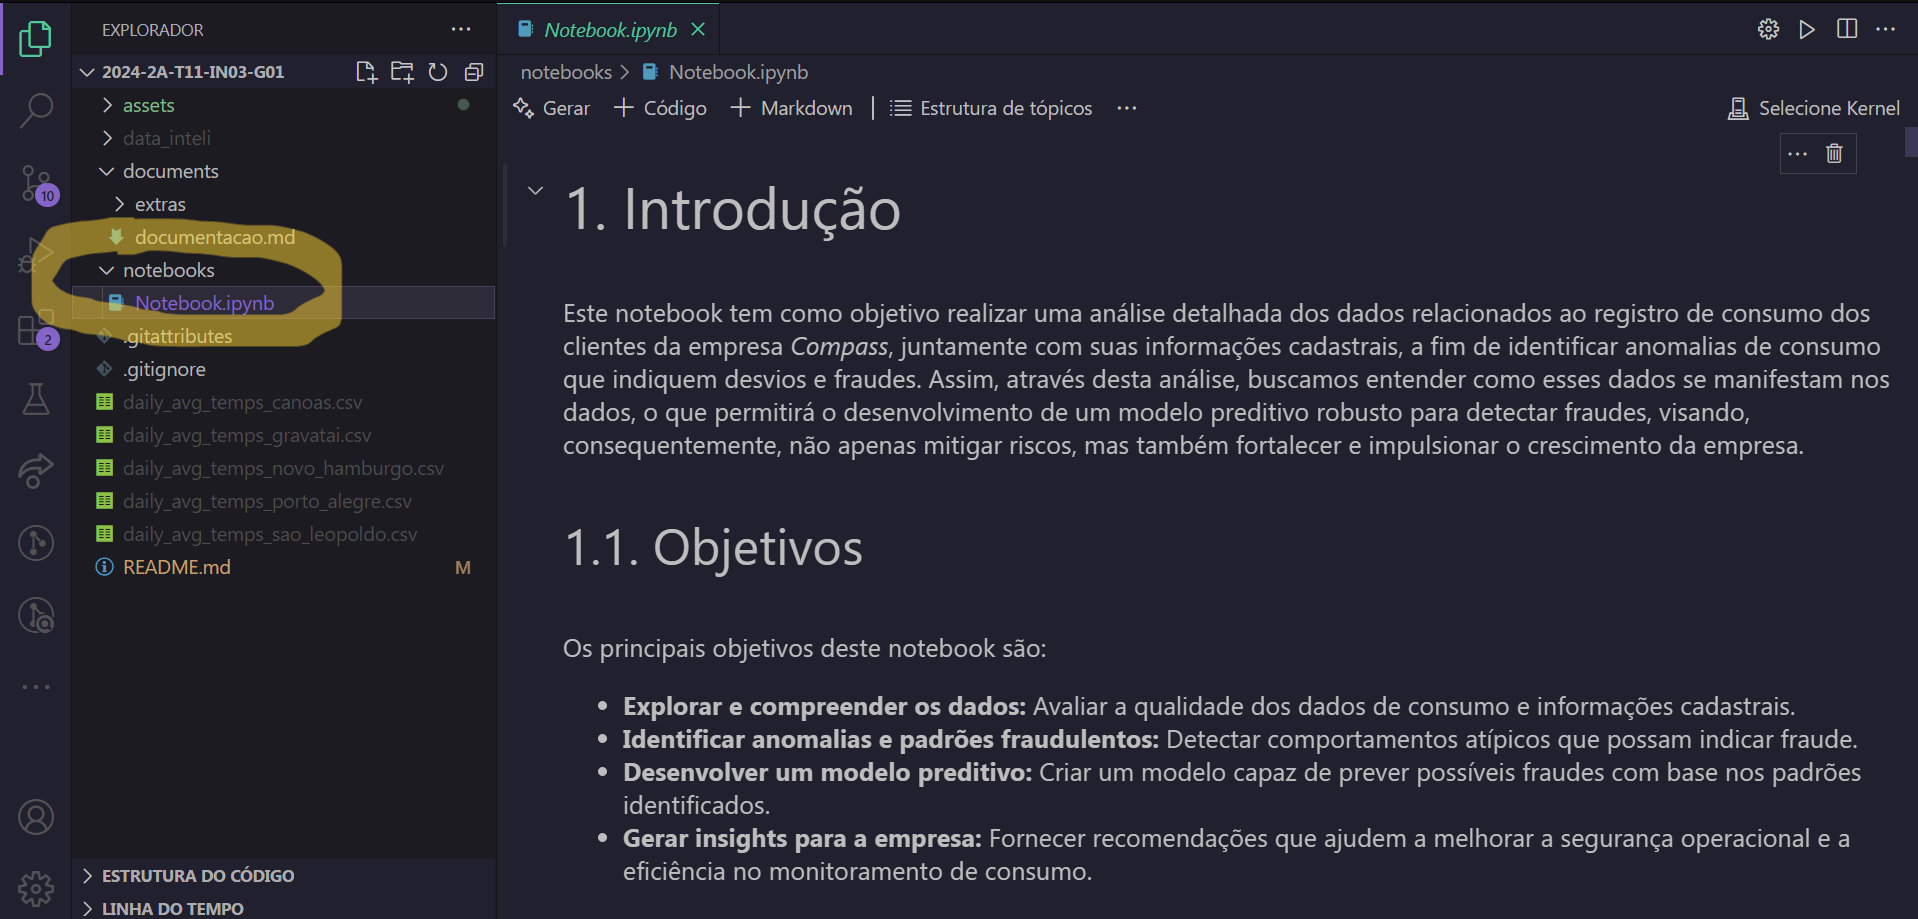 EXPLORADOR
2024-2A-T11-IN03-G01
assets
data_inteli
documents
extras
documentacao.md
notebooks
Notebook.ipynb
.gitattributes
.gitignore
daily_avg_temps_canoas.csv
daily_avg_temps_gravatai.csv
daily_avg_temps_novo_hamburgo.csv
daily_avg_temps_porto_alegre.csv
daily_avg_temps_sao_leopoldo.csv
README.md M
ESTRUTURA DO CÓDIGO
LINHA DO TEMPO
10
2
Notebook.ipynb
notebooks > Notebook.ipynb
Gerar + Código + Markdown | Estrutura de tópicos ... Selecione Kernel
1. Introdução
Este notebook tem como objetivo realizar uma análise detalhada dos dados relacionados ao registro de consumo dos
clientes da empresa Compass, juntamente com suas informações cadastrais, a fim de identificar anomalias de consumo
que indiquem desvios e fraudes. Assim, através desta análise, buscamos entender como esses dados se manifestam nos
dados, o que permitirá o desenvolvimento de um modelo preditivo robusto para detectar fraudes, visando,
consequentemente, não apenas mitigar riscos, mas também fortalecer e impulsionar o crescimento da empresa.
1.1. Objetivos
Os principais objetivos deste notebook são:
• Explorar e compreender os dados: Avaliar a qualidade dos dados de consumo e informações cadastrais.
• Identificar anomalias e padrões fraudulentos: Detectar comportamentos atípicos que possam indicar fraude.
• Desenvolver um modelo preditivo: Criar um modelo capaz de prever possíveis fraudes com base nos padrões
identificados.
• Gerar insights para a empresa: Fornecer recomendações que ajudem a melhorar a segurança operacional e a
eficiência no monitoramento de consumo.